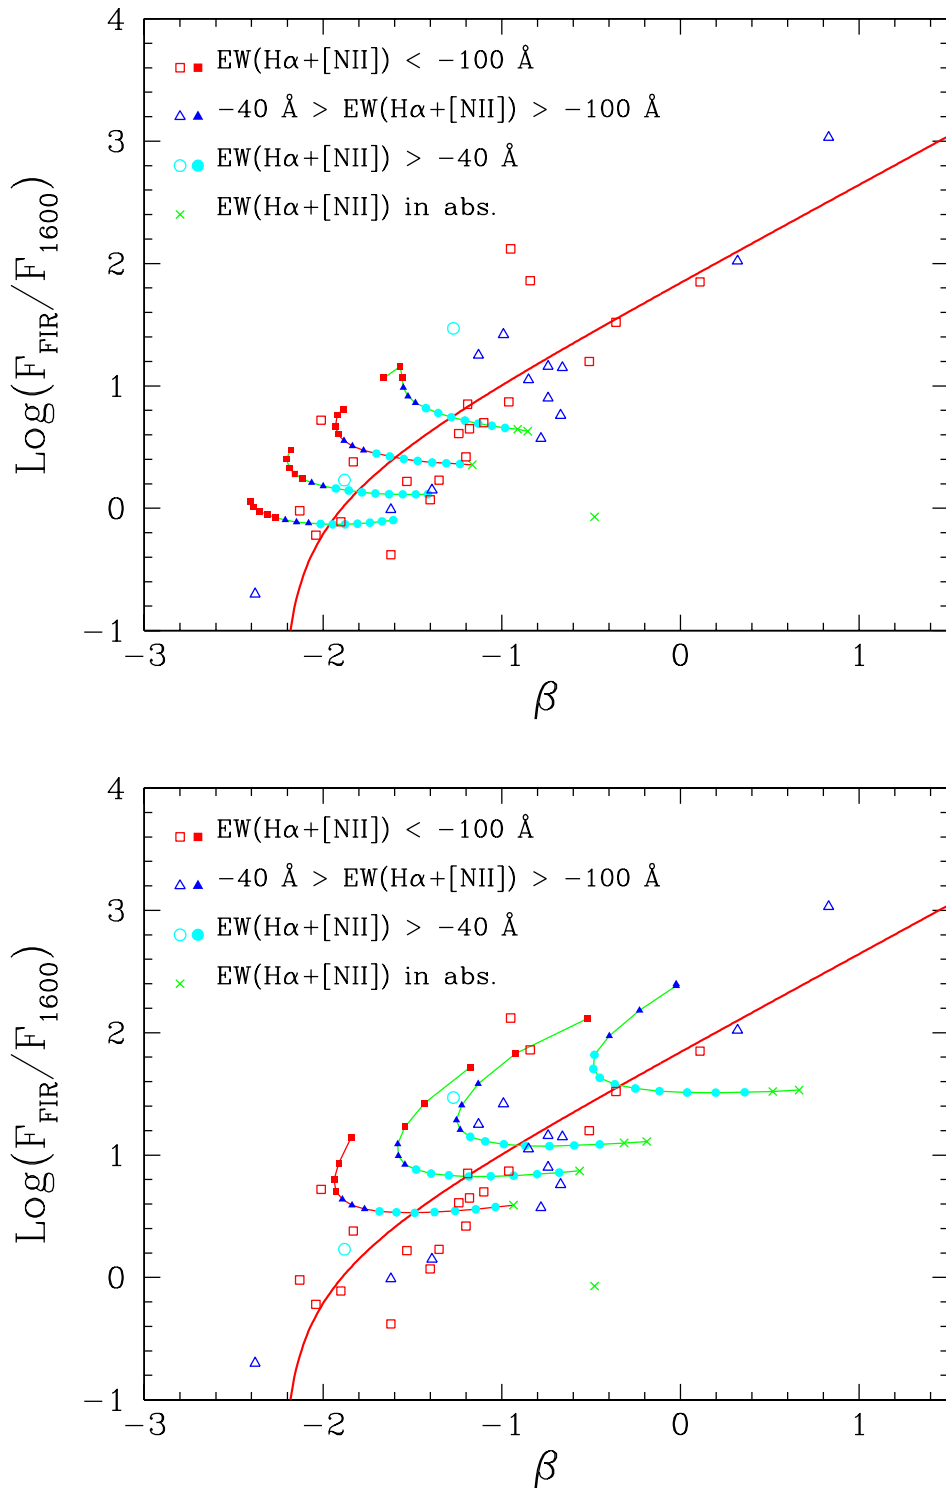 4
EW(Hα+[NII]) < −100 Å
−40 Å > EW(Hα+[NII]) > −100 Å
3
EW(Hα+[NII]) > −40 Å
EW(Hα+[NII]) in abs.
2
Log(F_FIR/F_1600)
1
0
−1
−3 −2 −1 0 1
β
4
EW(Hα+[NII]) < −100 Å
−40 Å > EW(Hα+[NII]) > −100 Å
3
EW(Hα+[NII]) > −40 Å
EW(Hα+[NII]) in abs.
2
Log(F_FIR/F_1600)
1
0
−1
−3 −2 −1 0 1
β